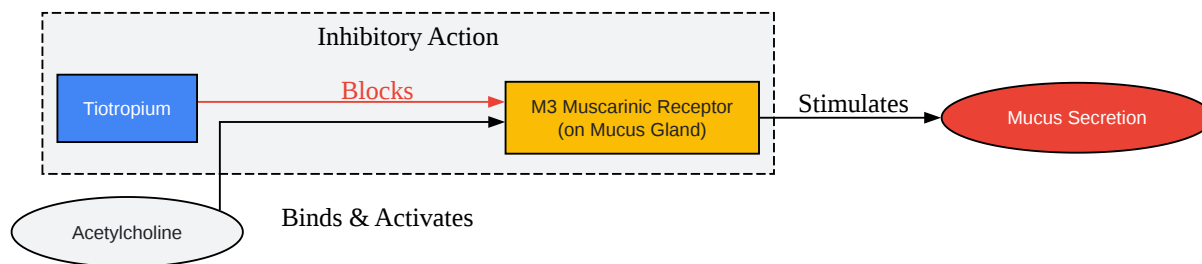 Inhibitory Action
Tiotropium
Blocks
M3 Muscarinic Receptor
(on Mucus Gland)
Stimulates
Mucus Secretion
Acetylcholine
Binds & Activates